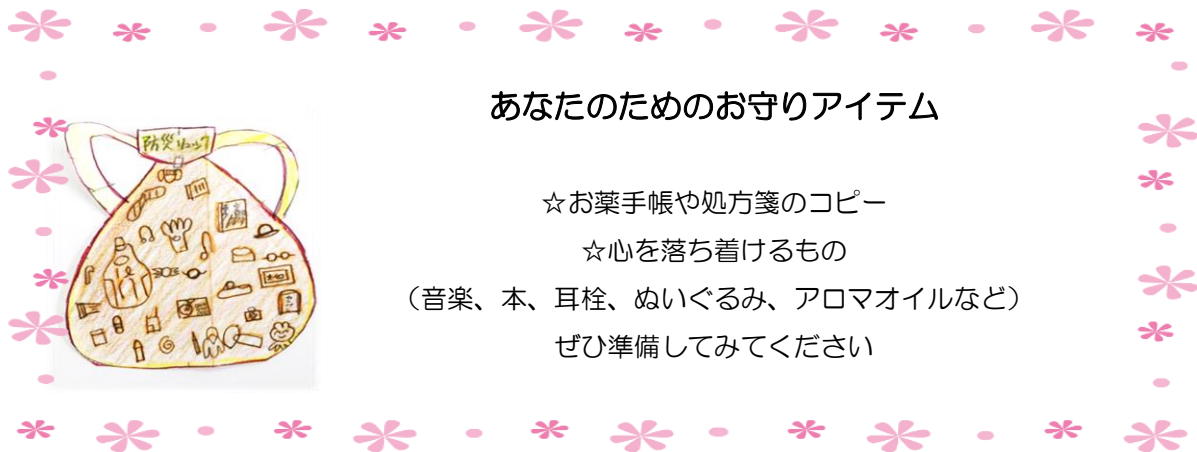 あなたのためのお守りアイテム
防災リュック
☆お薬手帳や処方箋のコピー
☆心を落ち着けるもの
（音楽、本、耳栓、ぬいぐるみ、アロマオイルなど）
ぜひ準備してみてください